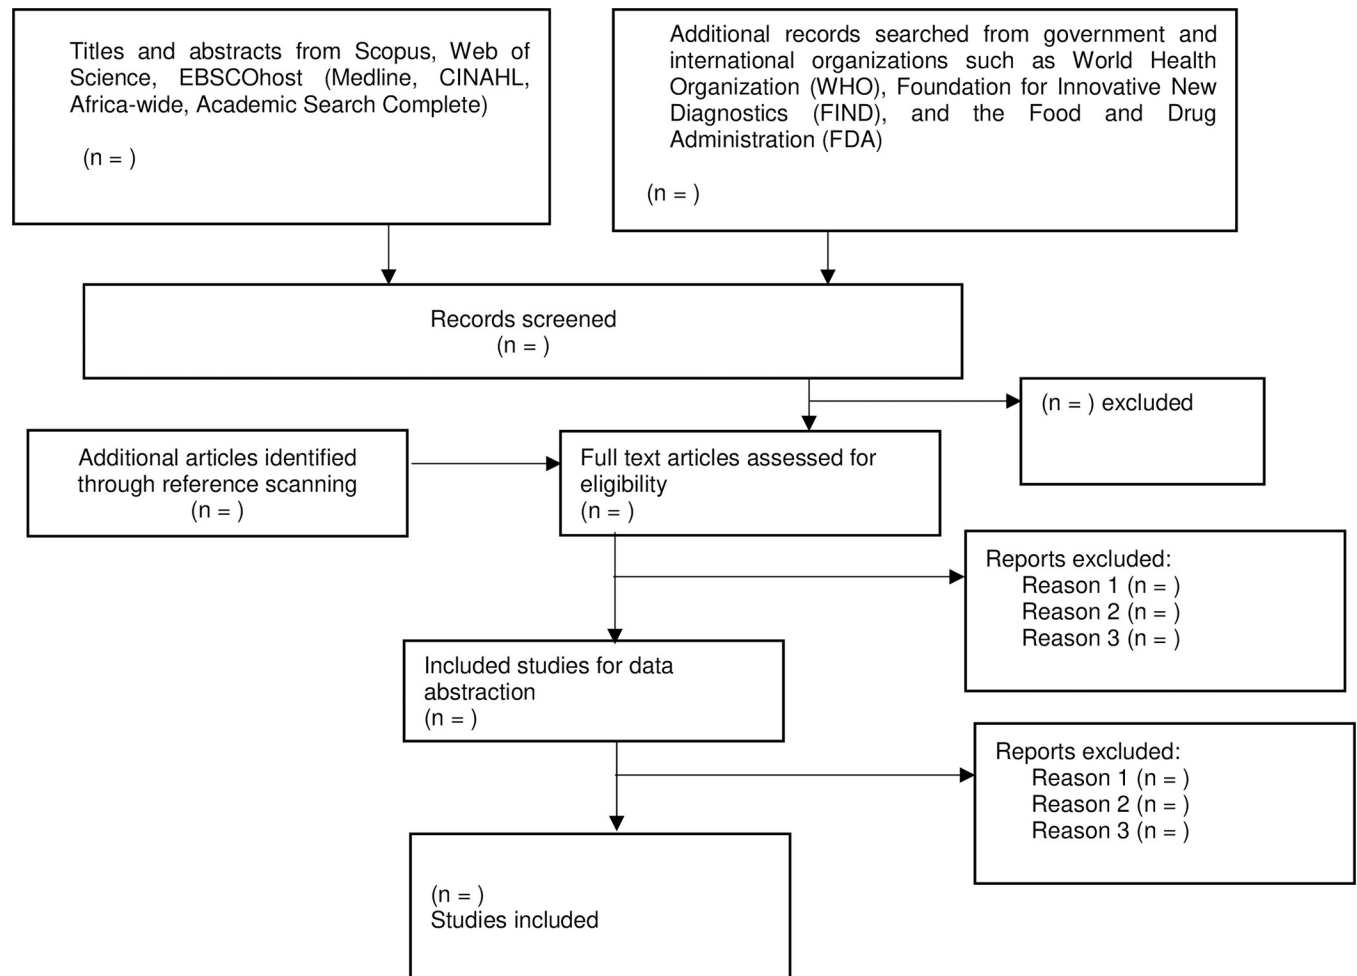 Titles and abstracts from Scopus, Web of
Science, EBSCOhost (Medline, CINAHL,
Africa-wide, Academic Search Complete)
(n = )
Additional records searched from government and
international organizations such as World Health
Organization (WHO), Foundation for Innovative New
Diagnostics (FIND), and the Food and Drug
Administration (FDA)
(n = )
Records screened
(n = )
(n = ) excluded
Additional articles identified
through reference scanning
(n = )
Full text articles assessed for
eligibility
(n = )
Reports excluded:
Reason 1 (n = )
Reason 2 (n = )
Reason 3 (n = )
Included studies for data
abstraction
(n = )
Reports excluded:
Reason 1 (n = )
Reason 2 (n = )
Reason 3 (n = )
(n = )
Studies included